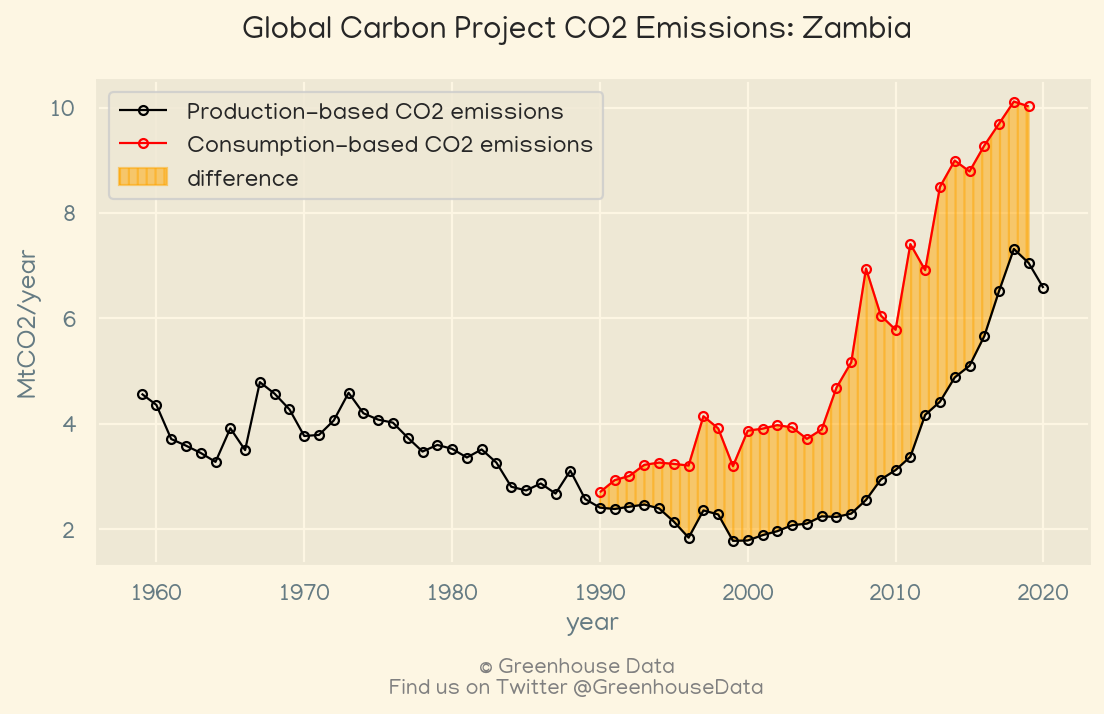 Global Carbon Project CO2 Emissions: Zambia
Production-based CO2 emissions
Consumption-based CO2 emissions
difference
MtCO2/year
10
8
6
4
2
1960 1970 1980 1990 2000 2010 2020
year
© Greenhouse Data
Find us on Twitter @GreenhouseData